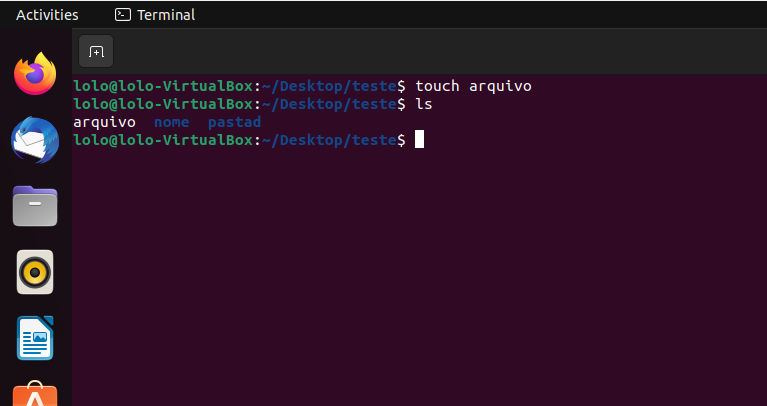 Activities
Terminal
lolo@lolo-VirtualBox:~/Desktop/teste$ touch arquivo
lolo@lolo-VirtualBox:~/Desktop/teste$ ls
arquivo  nome  pastad
lolo@lolo-VirtualBox:~/Desktop/teste$